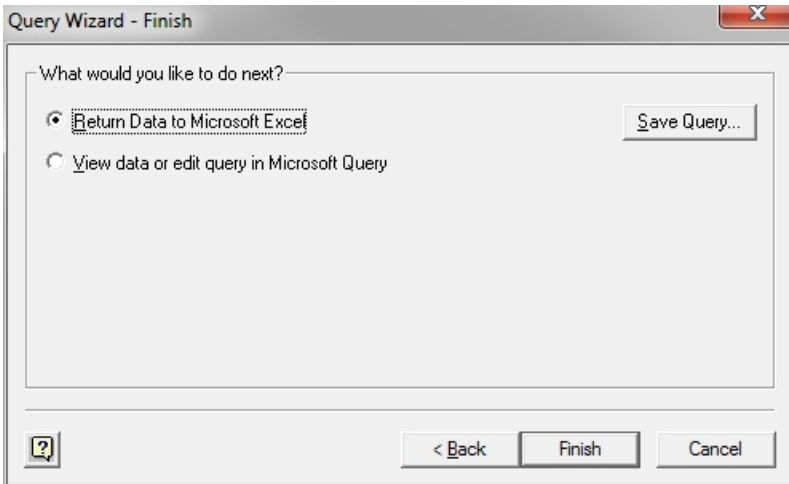 Query Wizard - Finish
What would you like to do next?
Return Data to Microsoft Excel
Save Query...
View data or edit query in Microsoft Query
< Back
Finish
Cancel